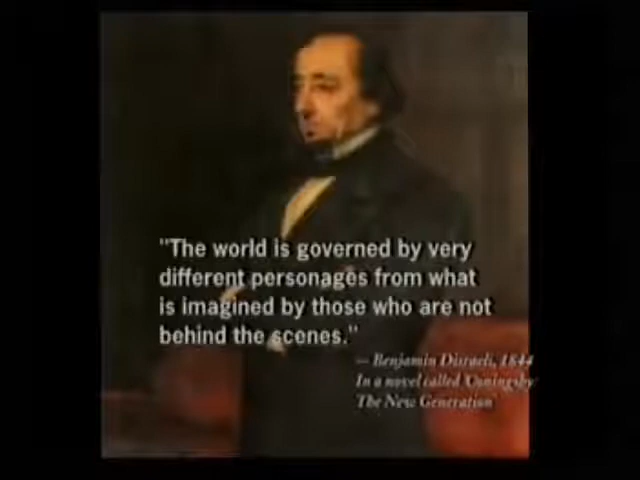 "The world is governed by very
different personages from what
is imagined by those who are not
behind the scenes."
— Benjamin Disraeli, 1844
In a novel called 'Coningsby
The New Generation'